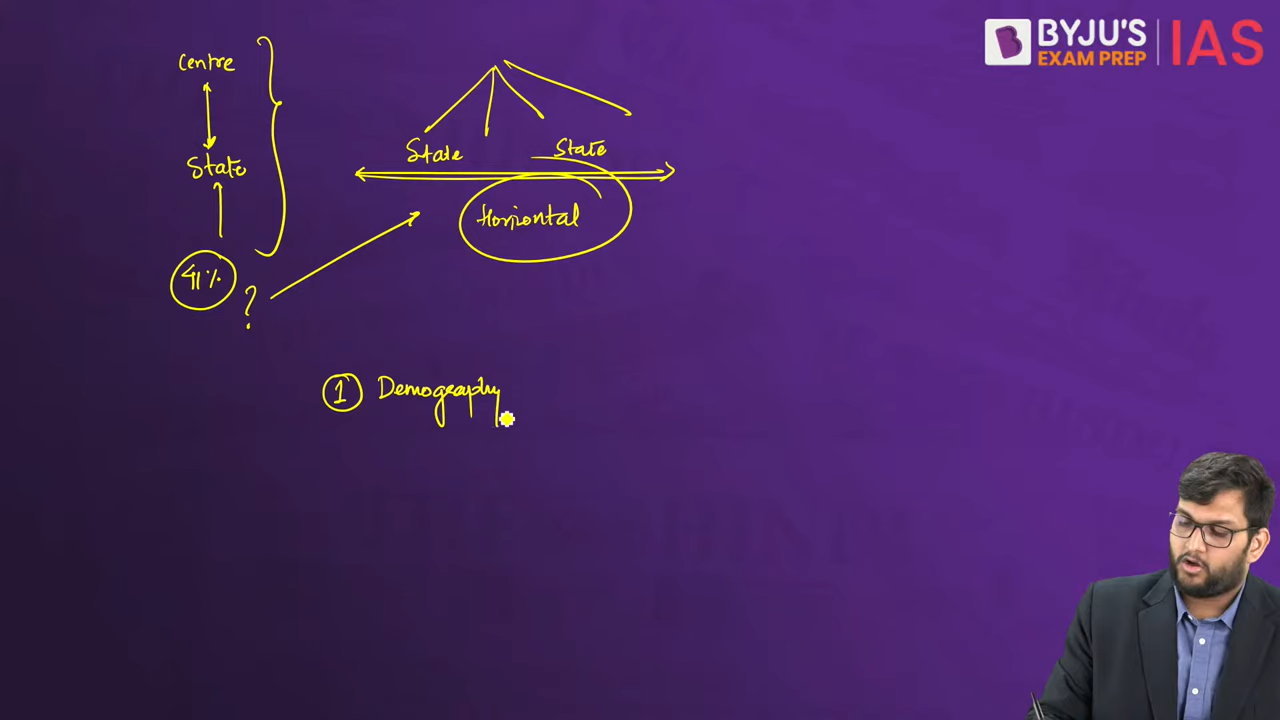 Centre
State
41%
?
State State
Horizontal
1 Demography
BYJU'S
EXAM PREP
IAS